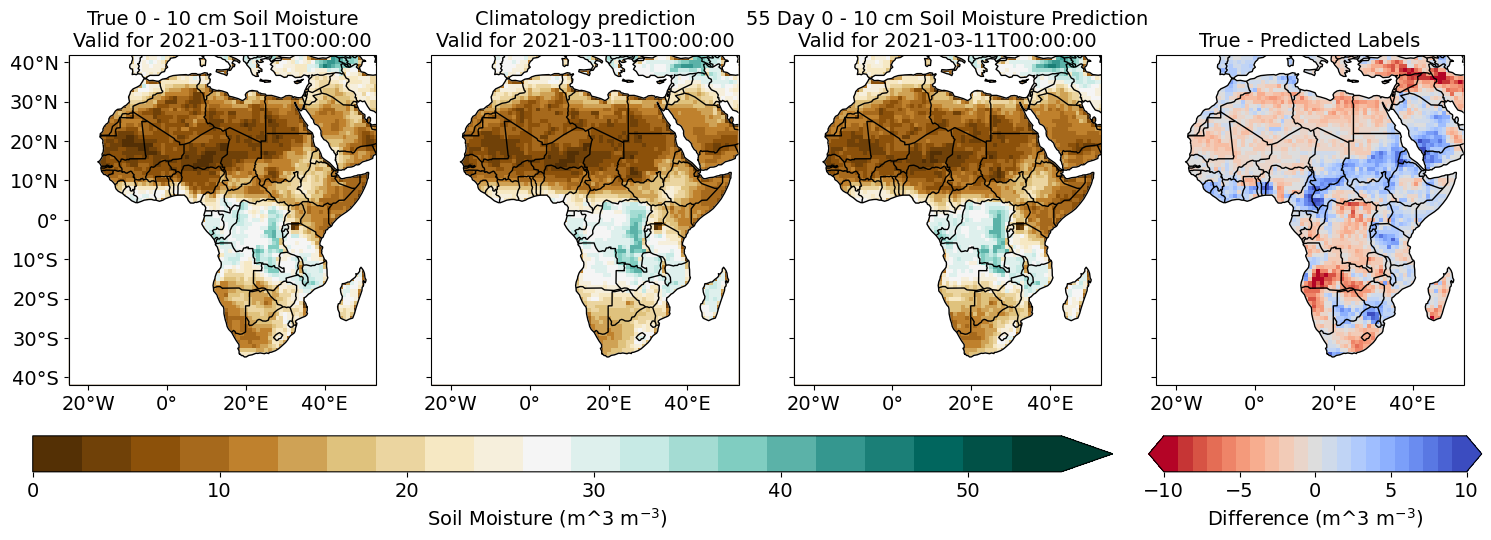 True 0 - 10 cm Soil Moisture
Valid for 2021-03-11T00:00:00
Climatology prediction
Valid for 2021-03-11T00:00:00
55 Day 0 - 10 cm Soil Moisture Prediction
Valid for 2021-03-11T00:00:00
True - Predicted Labels
40°N
30°N
20°N
10°N
0°
10°S
20°S
30°S
40°S
20°W 0° 20°E 40°E
20°W 0° 20°E 40°E
20°W 0° 20°E 40°E
20°W 0° 20°E 40°E
0 10 20 30 40 50
Soil Moisture (m^3 m⁻³)
−10 −5 0 5 10
Difference (m^3 m⁻³)